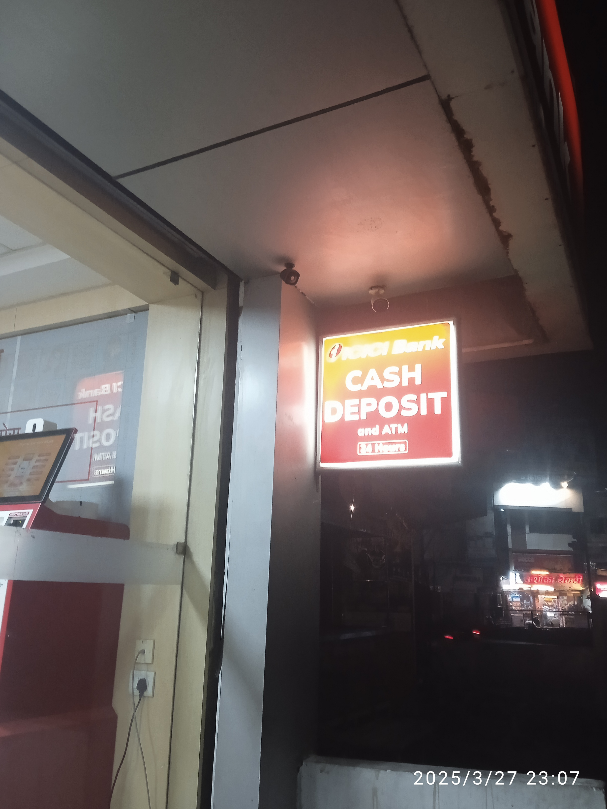 ICICI Bank
CASH
DEPOSIT
and ATM
24 Hours
2025/3/27 23:07